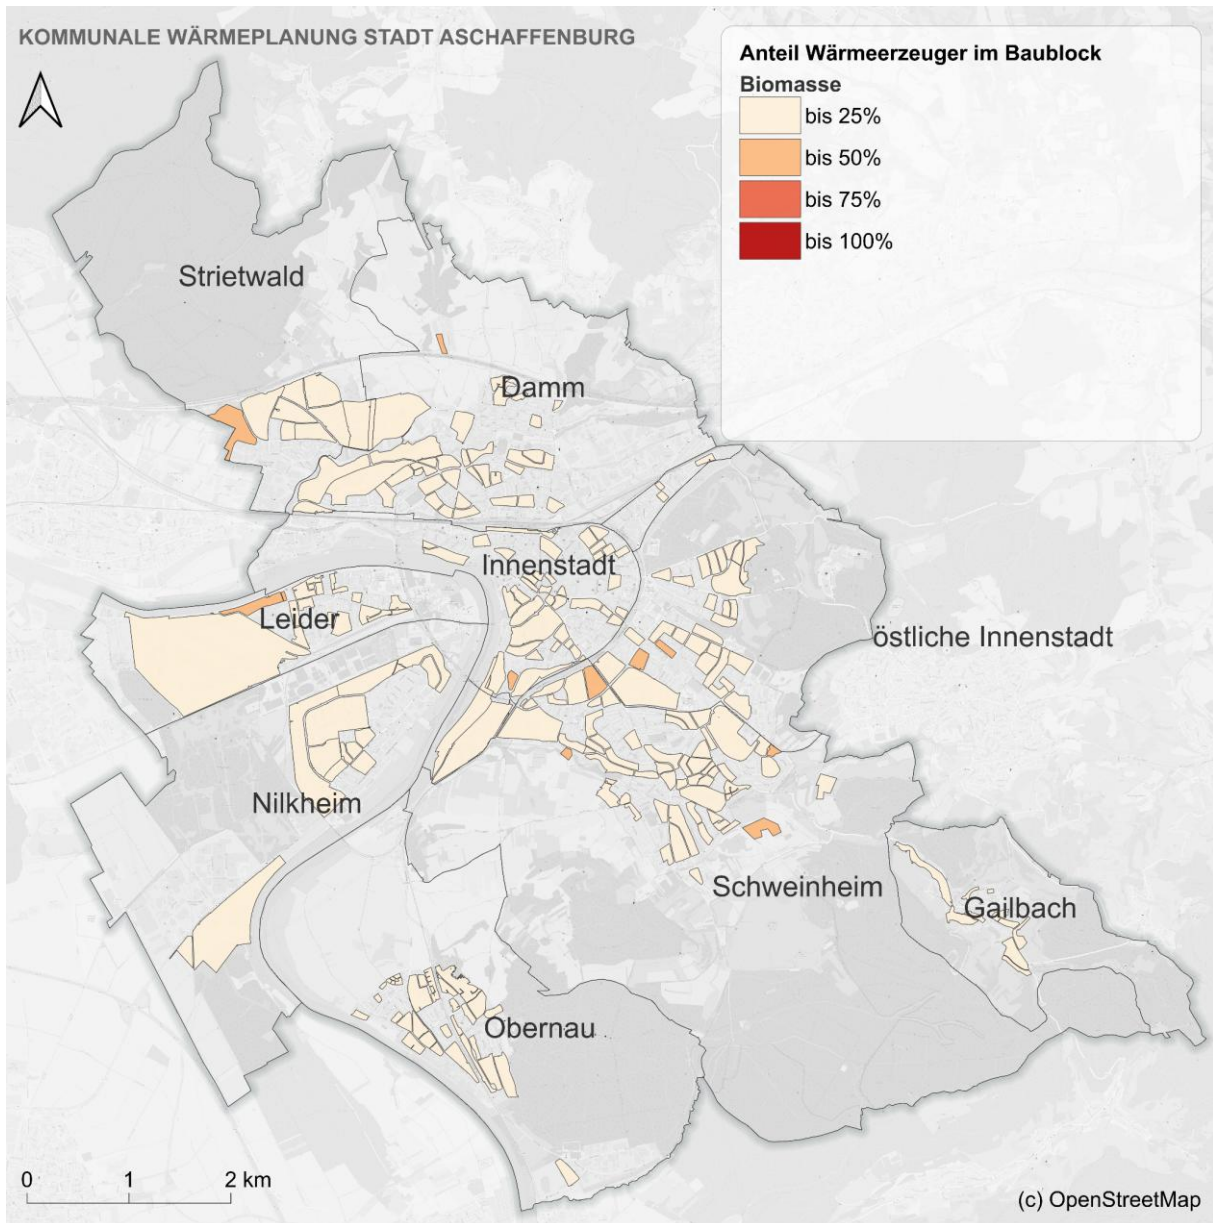 KOMMUNALE WÄRMEPLANUNG STADT ASCHAFFENBURG
Anteil Wärmeerzeuger im Baublock
Biomasse
bis 25%
bis 50%
bis 75%
bis 100%
Strietwald
Damm
Innenstadt
Leider
östliche Innenstadt
Nilkheim
Schweinheim
Gailbach
Obernau
0 1 2 km
(c) OpenStreetMap